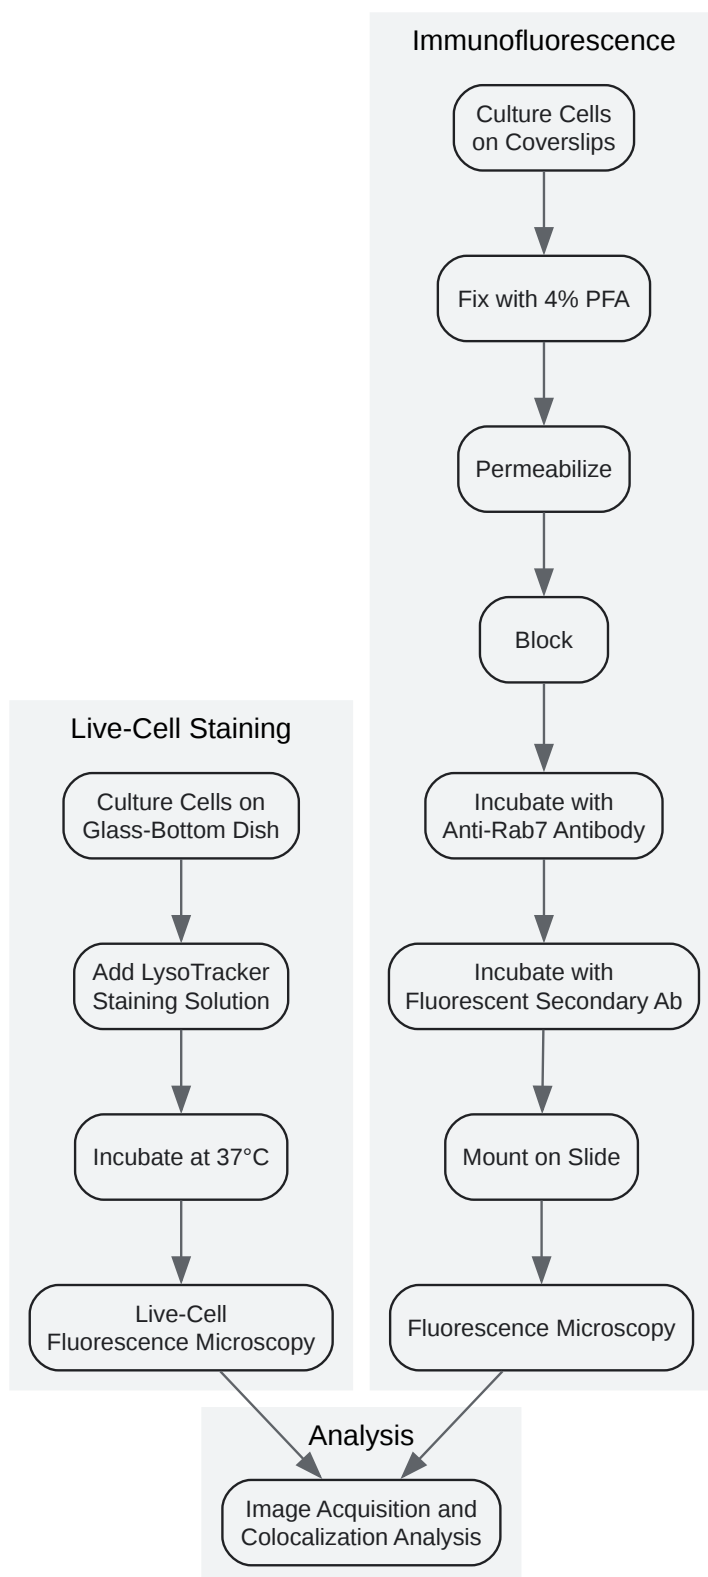 Immunofluorescence
Culture Cells
on Coverslips
Fix with 4% PFA
Permeabilize
Block
Incubate with
Anti-Rab7 Antibody
Incubate with
Fluorescent Secondary Ab
Mount on Slide
Fluorescence Microscopy
Live-Cell Staining
Culture Cells on
Glass-Bottom Dish
Add LysoTracker
Staining Solution
Incubate at 37°C
Live-Cell
Fluorescence Microscopy
Analysis
Image Acquisition and
Colocalization Analysis